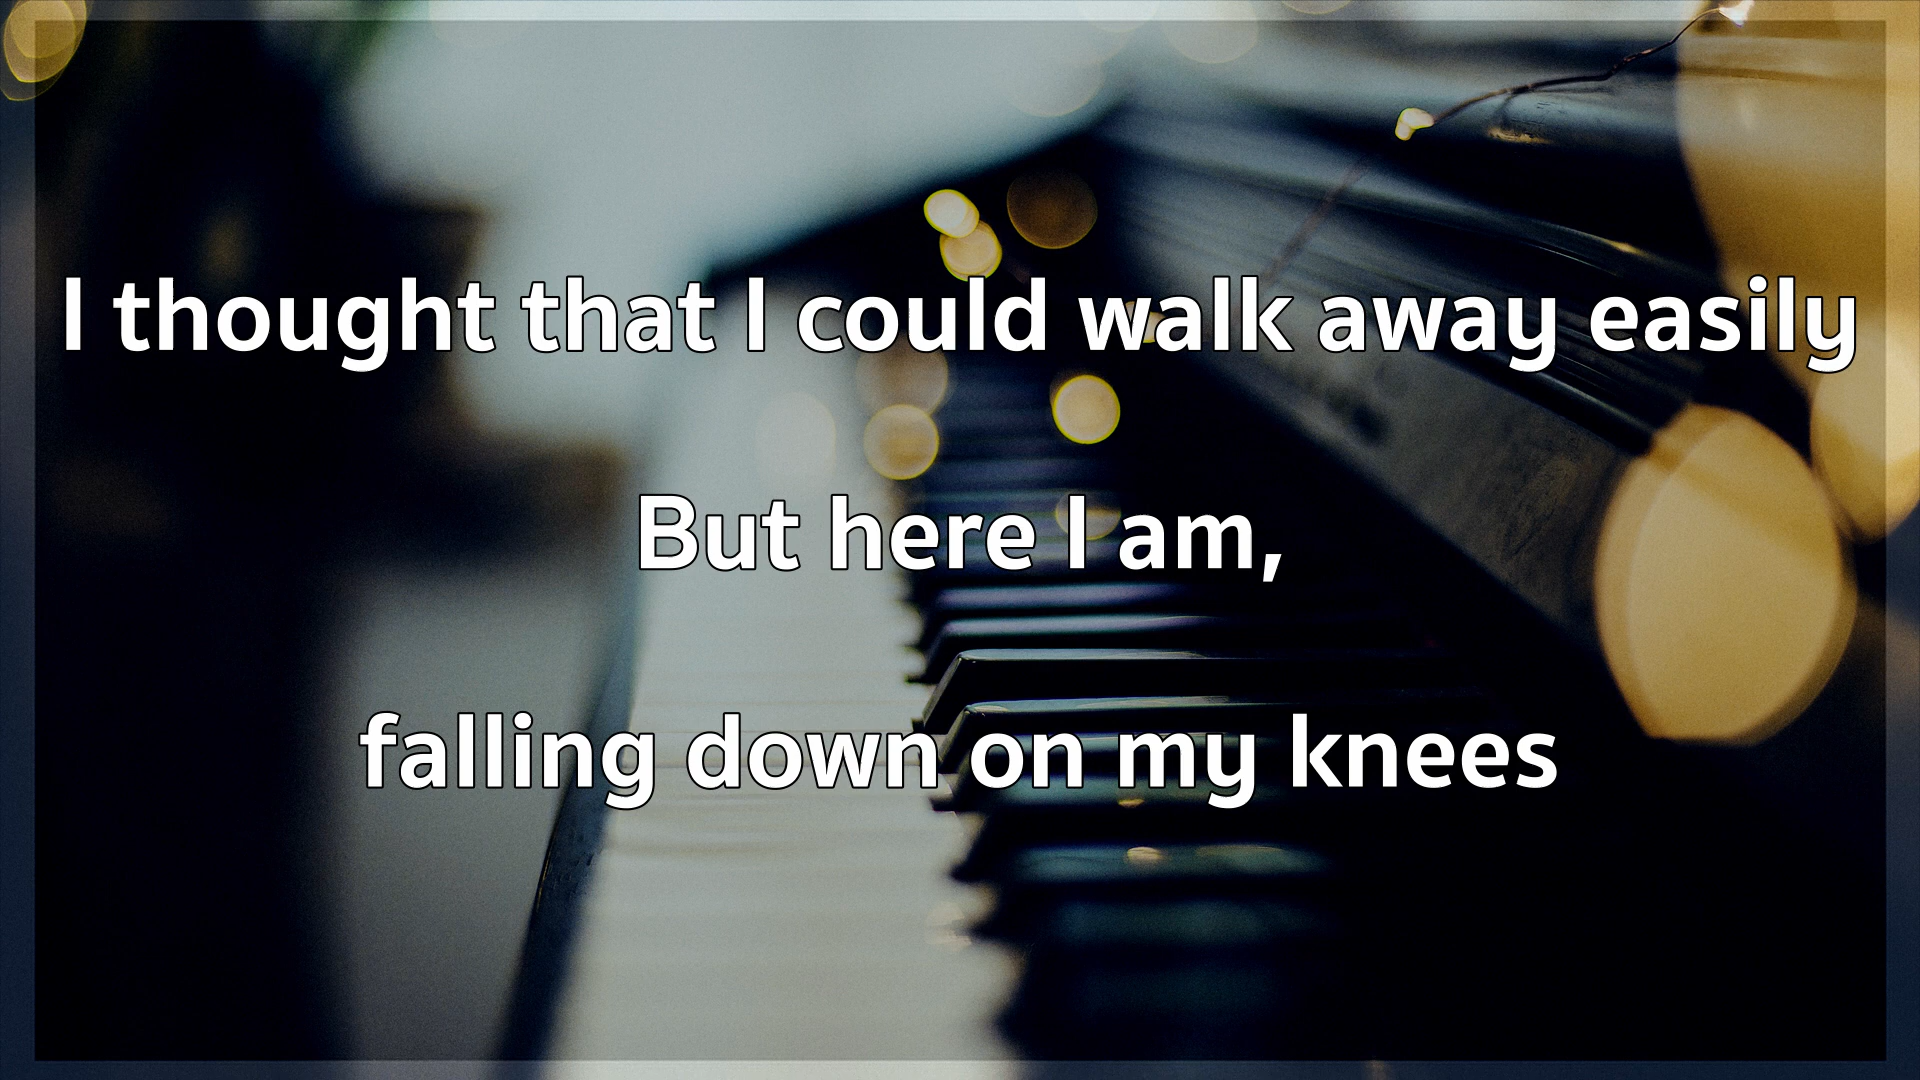 I thought that I could walk away easily
But here I am,
falling down on my knees